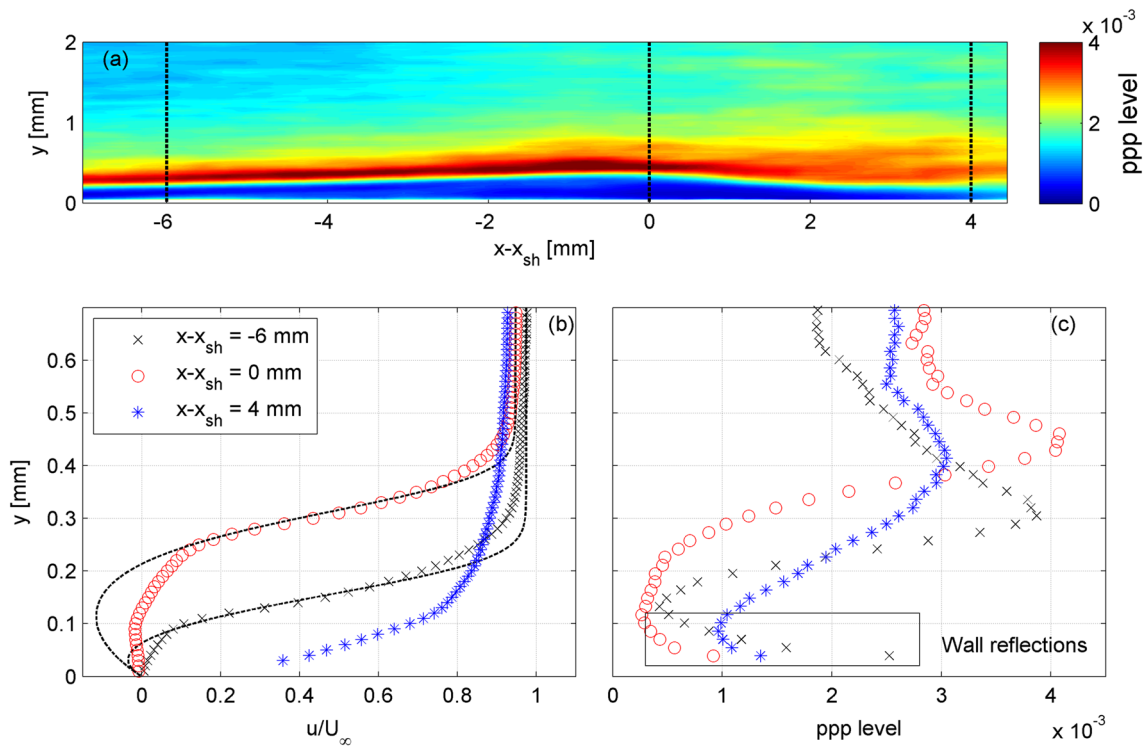 (a)
2
1
0
y [mm]
-6
-4
-2
0
2
4
x-x_sh [mm]
x 10^-3
4
2
0
ppp level
(b)
x-x_sh = -6 mm
x-x_sh = 0 mm
x-x_sh = 4 mm
0.6
0.5
0.4
0.3
0.2
0.1
0
y [mm]
0
0.2
0.4
0.6
0.8
1
u/U_∞
(c)
Wall reflections
0
1
2
3
4
x 10^-3
ppp level